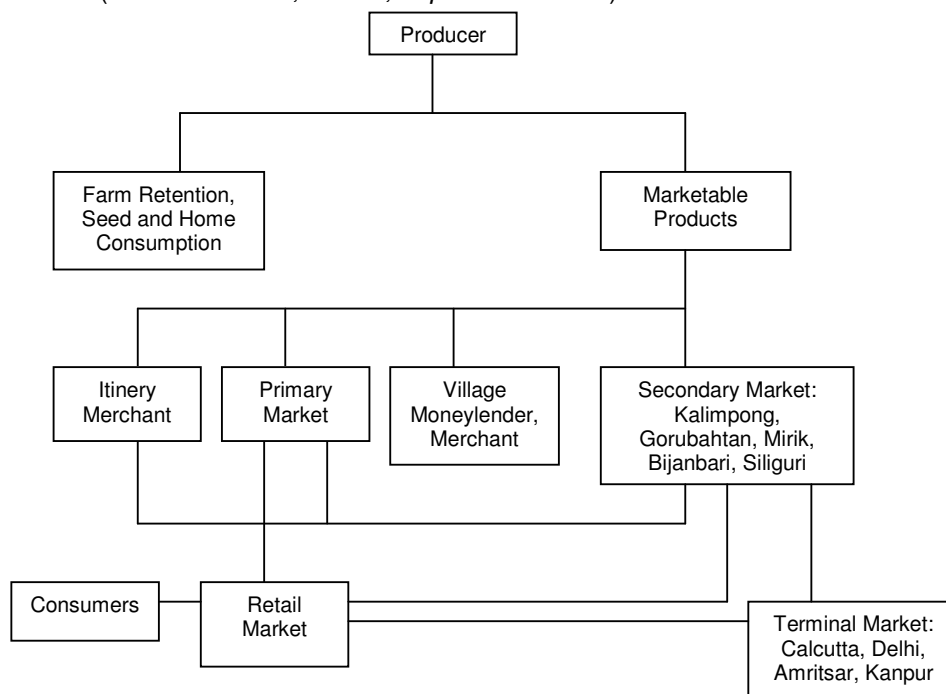 Producer
Farm Retention,
Seed and Home
Consumption
Marketable
Products
Itinery
Merchant
Primary
Market
Village
Moneylender,
Merchant
Secondary Market:
Kalimpong,
Gorubahtan, Mirik,
Bijanbari, Siliguri
Consumers
Retail
Market
Terminal Market:
Calcutta, Delhi,
Amritsar, Kanpur